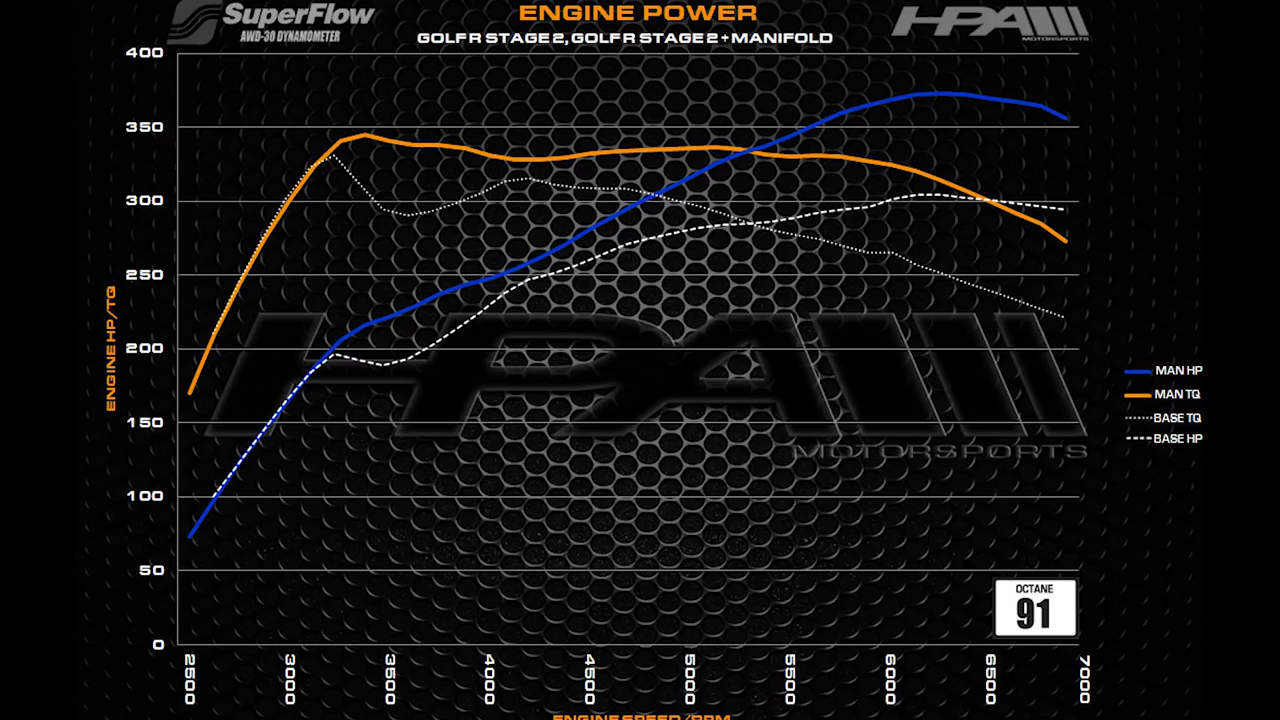 SuperFlow
AWD-30 DYNAMOMETER
ENGINE POWER
GOLF R STAGE 2, GOLF R STAGE 2 + MANIFOLD
HPA
MOTORSPORTS
400
350
300
250
200
150
100
50
0
ENGINE HP/TQ
HPA
MOTORSPORTS
MAN HP
MAN TQ
BASE TQ
BASE HP
OCTANE
91
2500
3000
3500
4000
4500
5000
5500
6000
6500
7000
ENGINE SPEED/RPM